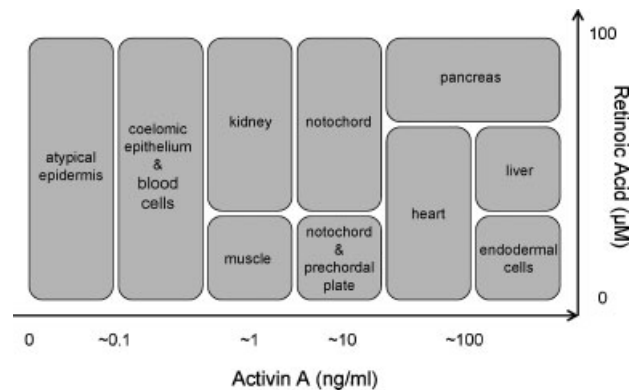 atypical
epidermis
coelomic
epithelium
&
blood
cells
kidney
muscle
notochord
notochord
&
prechordal
plate
pancreas
heart
liver
endodermal
cells
100
0
Retinoic Acid (µM)
0
~0.1
~1
~10
~100
Activin A (ng/ml)